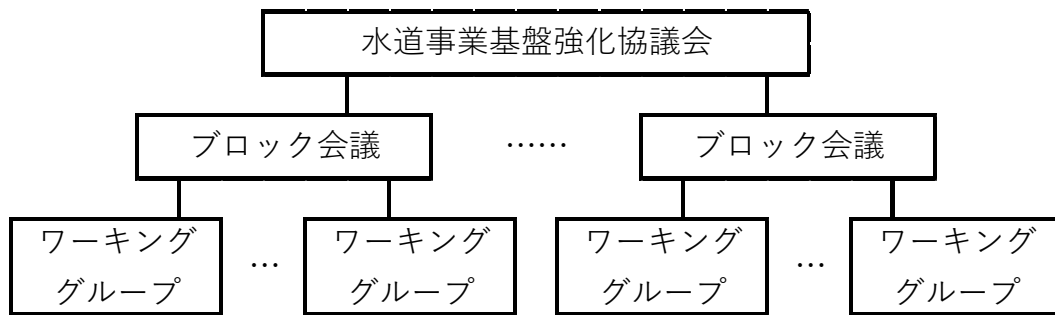 水道事業基盤強化協議会
ブロック会議
……
ブロック会議
ワーキング
グループ
…
ワーキング
グループ
ワーキング
グループ
…
ワーキング
グループ